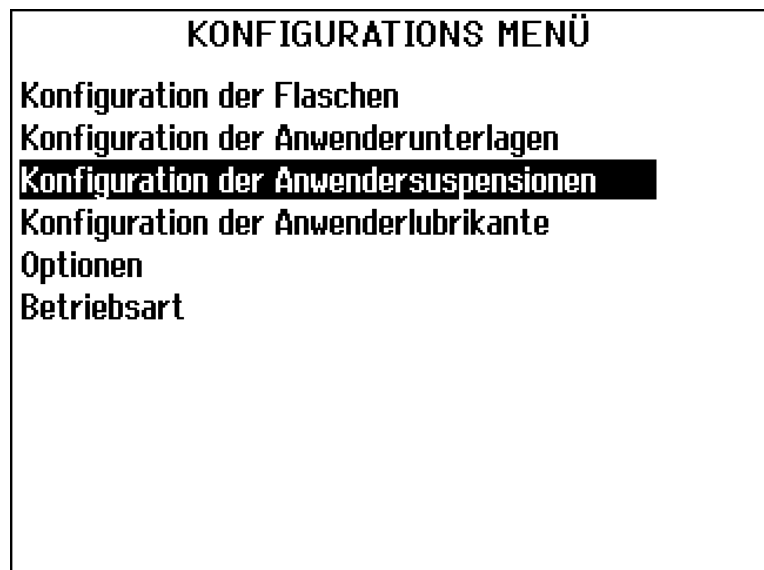 KONFIGURATIONS MENÜ
Konfiguration der Flaschen
Konfiguration der Anwenderunterlagen
Konfiguration der Anwendersuspensionen
Konfiguration der Anwenderlubrikante
Optionen
Betriebsart